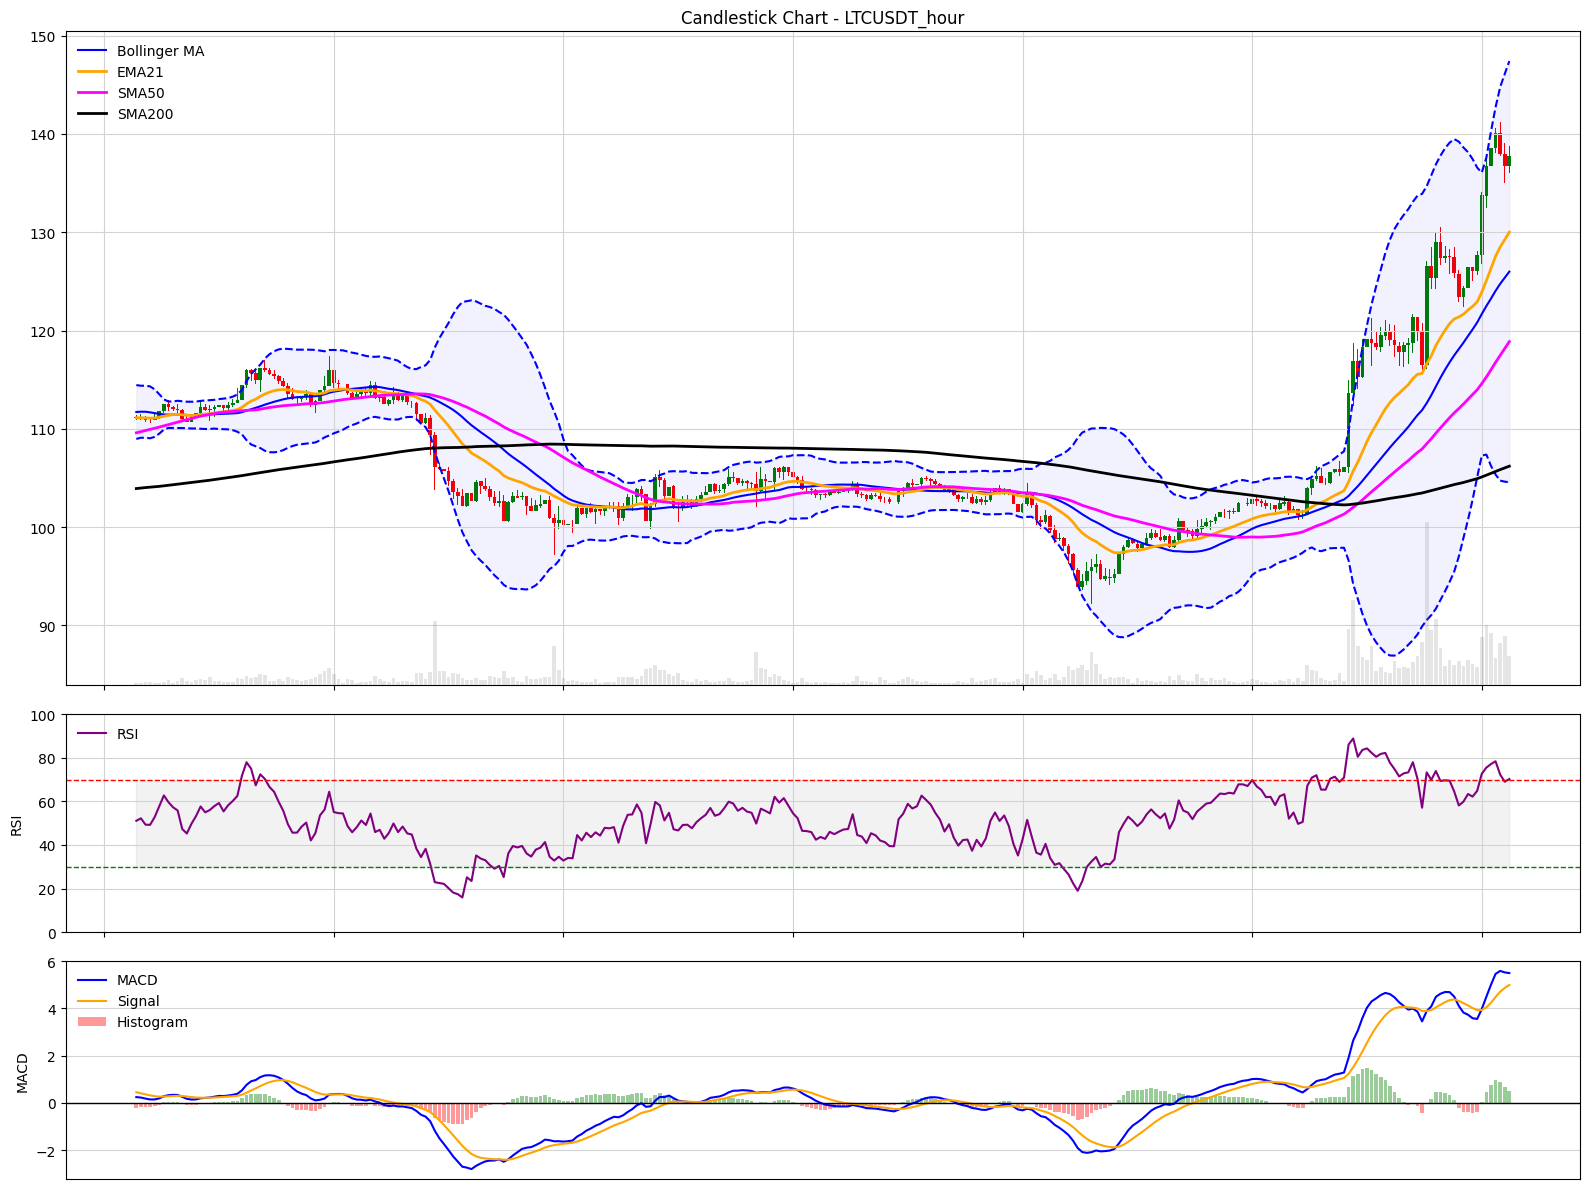 Candlestick Chart - LTCUSDT_hour
150
140
130
120
110
100
90
Bollinger MA
EMA21
SMA50
SMA200
100
80
60
40
20
0
RSI
RSI
6
4
2
0
−2
MACD
MACD
Signal
Histogram